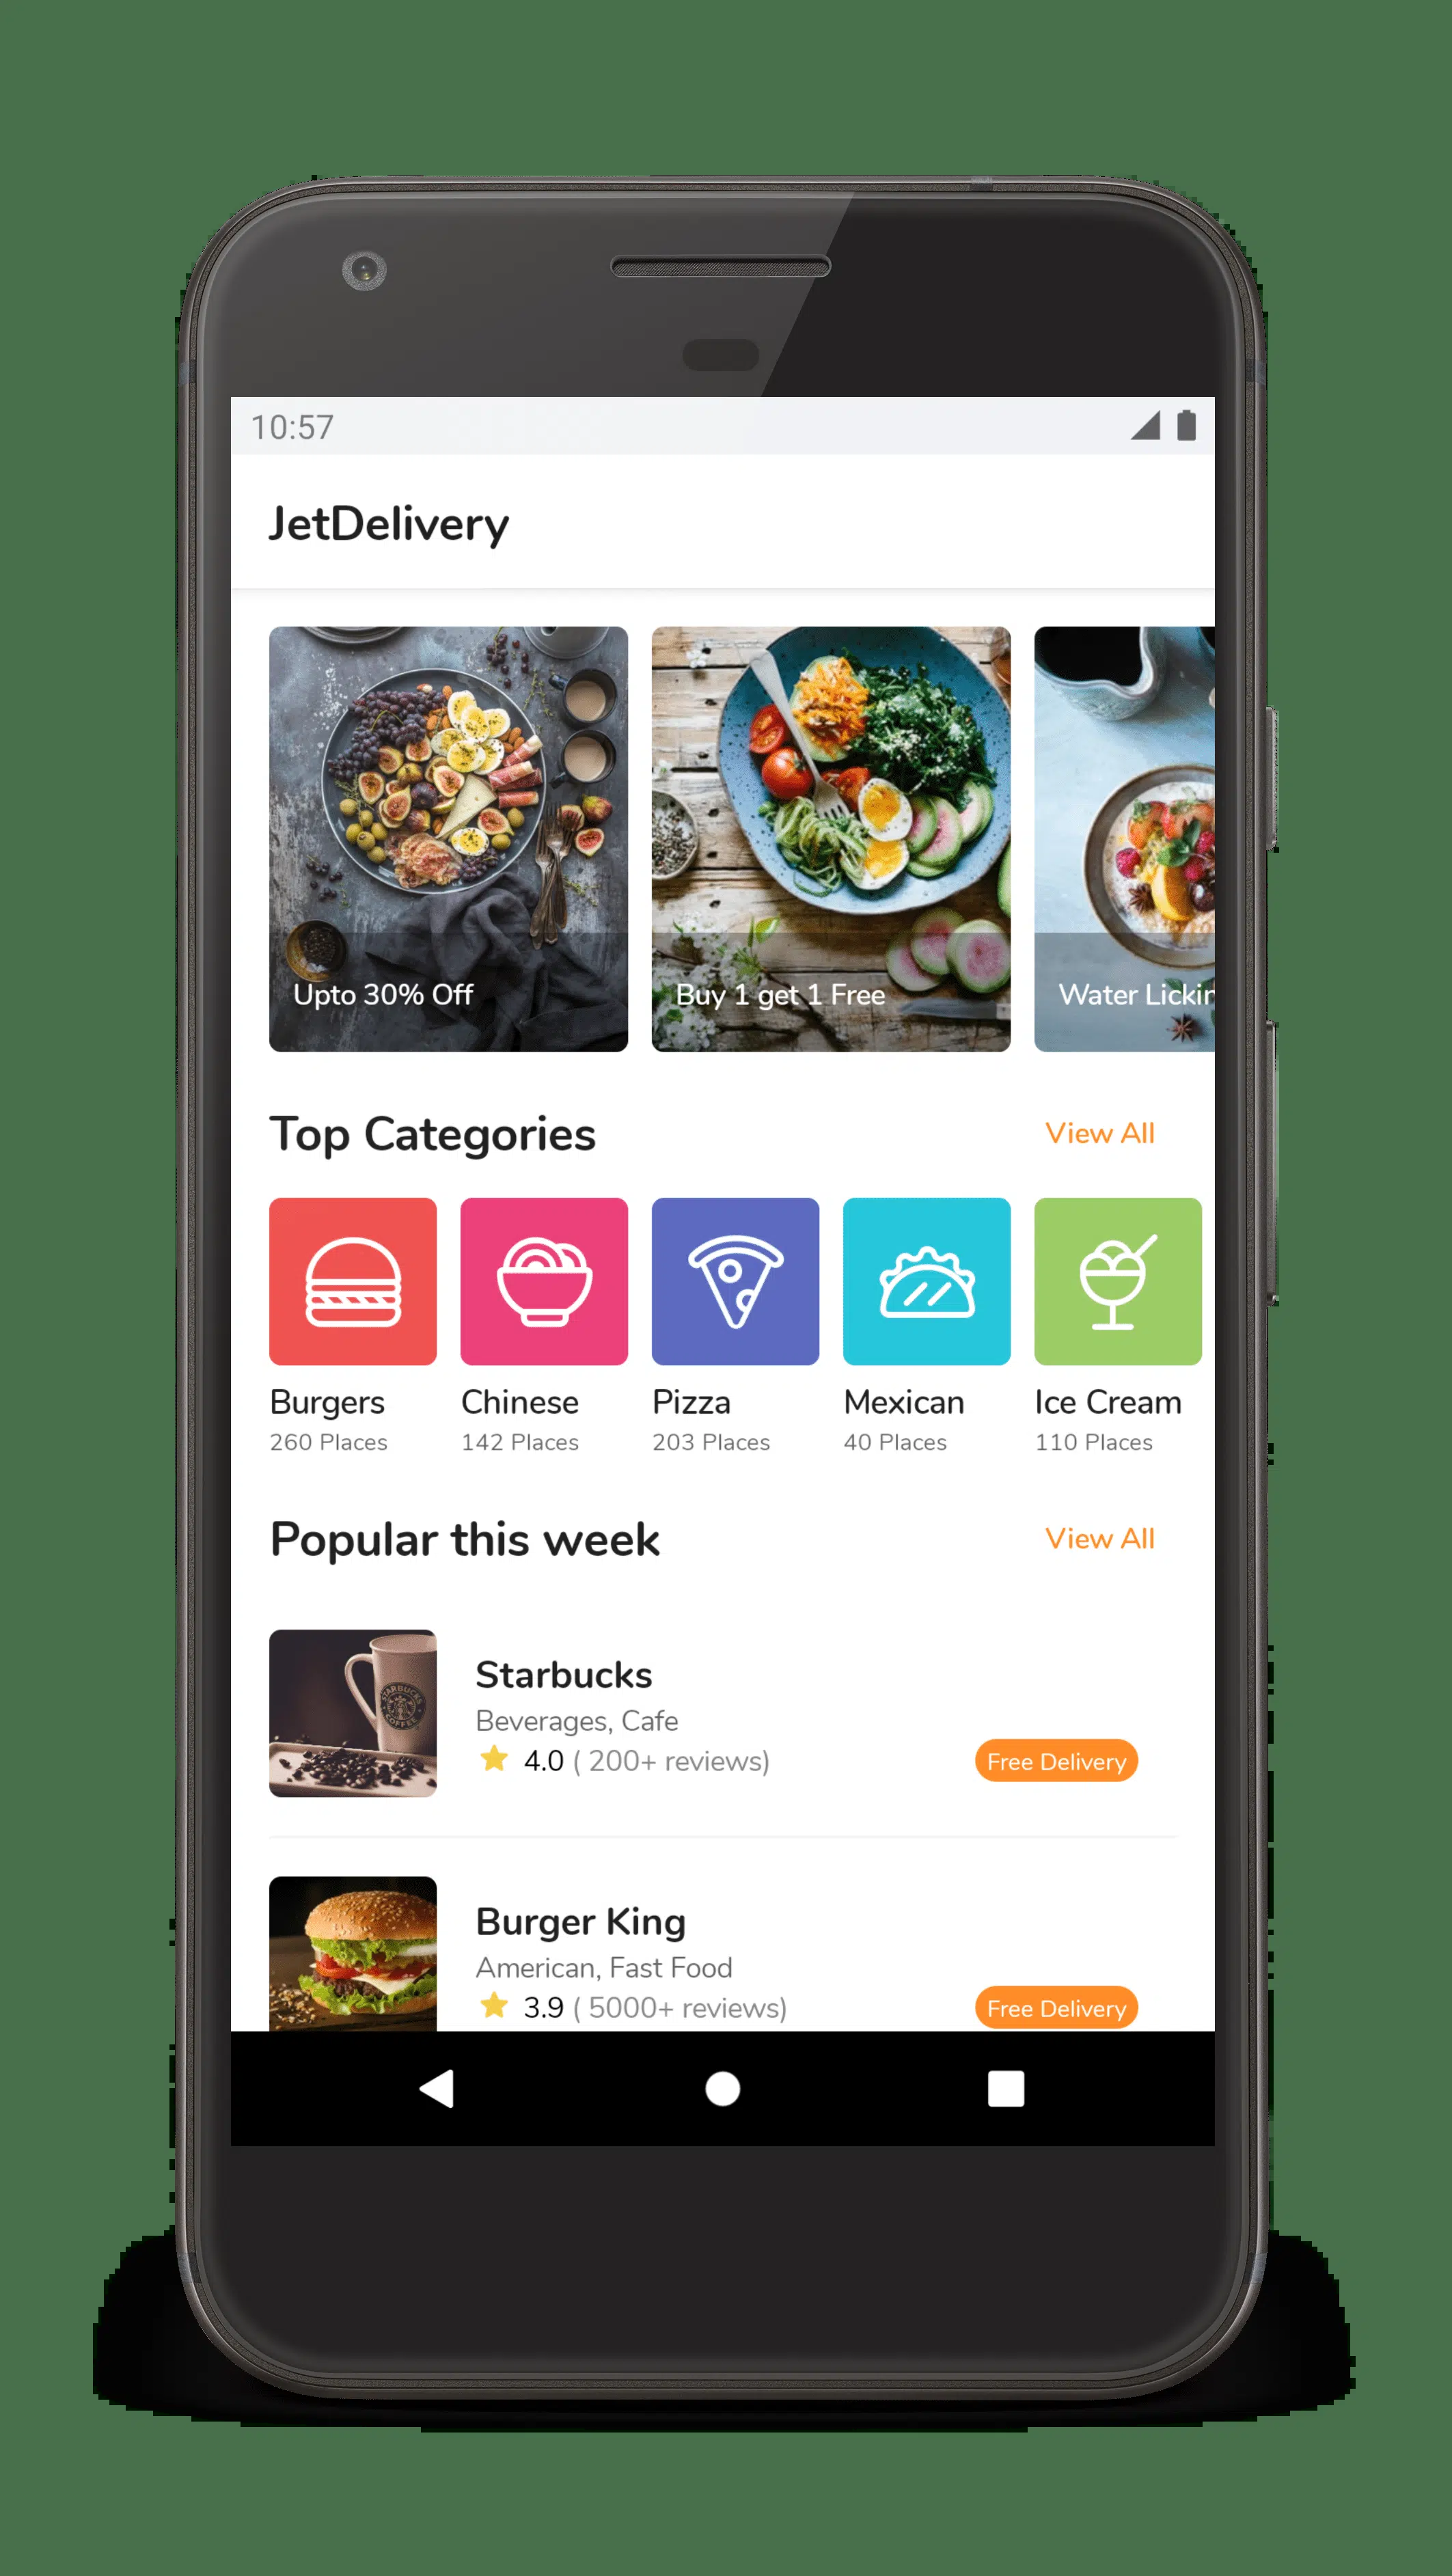 10:57
JetDelivery
Upto 30% Off
Buy 1 get 1 Free
Water
Top Categories
View All
Burgers
Chinese
Pizza
Mexican
Ice Cream
260 Places
142 Places
203 Places
40 Places
110 Places
Popular this week
View All
STARBUCKS
COFFEE
Starbucks
Beverages, Cafe
4.0 ( 200+ reviews)
Free Delivery
Burger King
American, Fast Food
3.9 ( 5000+ reviews)
Free Delivery